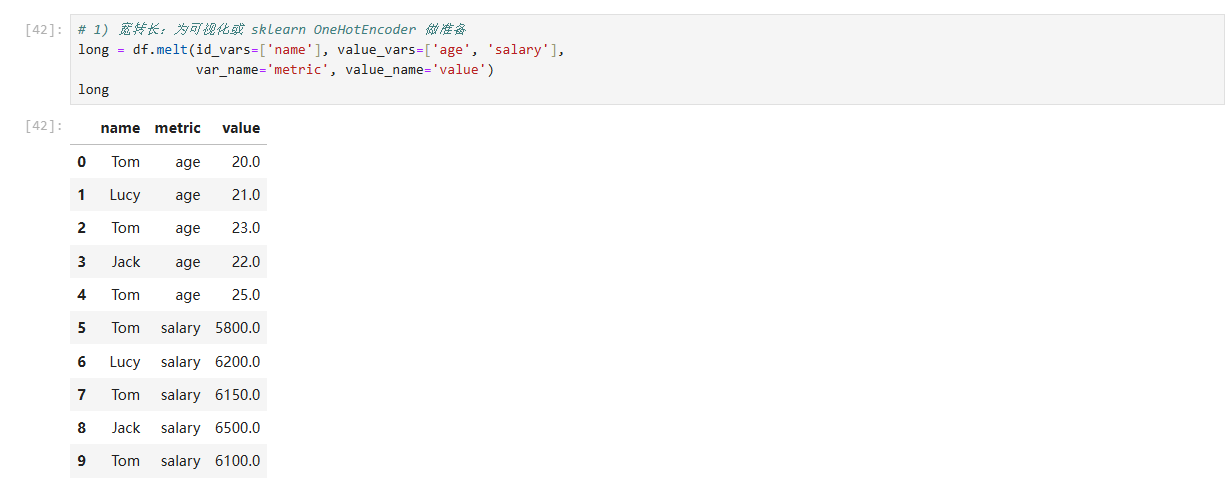 [42]: # 1) 宽转长：为可视化或 sklearn OneHotEncoder 做准备
long = df.melt(id_vars=['name'], value_vars=['age', 'salary'],
var_name='metric', value_name='value')
long
[42]: name metric value
0 Tom age 20.0
1 Lucy age 21.0
2 Tom age 23.0
3 Jack age 22.0
4 Tom age 25.0
5 Tom salary 5800.0
6 Lucy salary 6200.0
7 Tom salary 6150.0
8 Jack salary 6500.0
9 Tom salary 6100.0